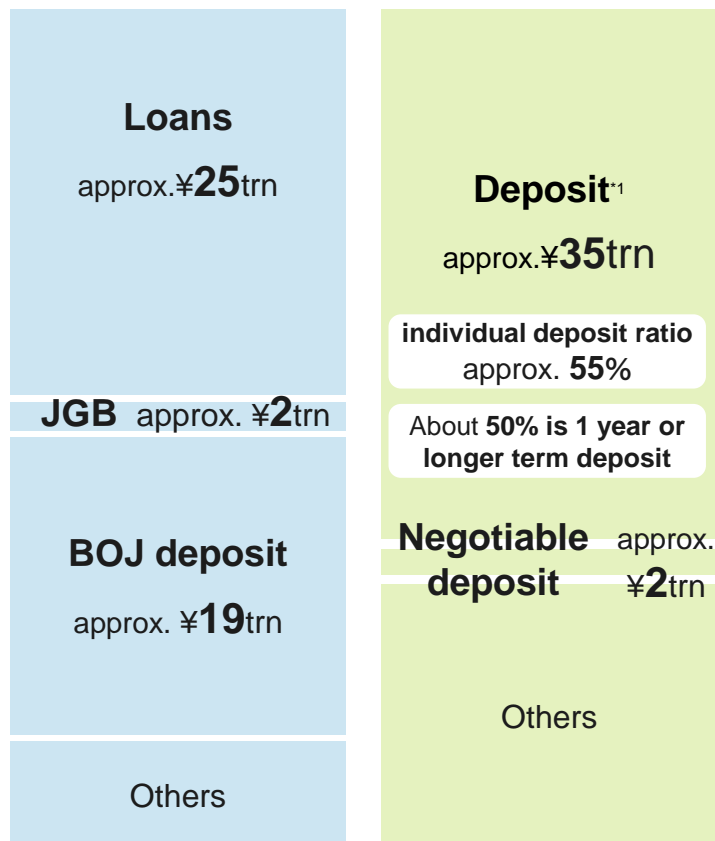 Loans
approx.¥25trn
JGB approx. ¥2trn
BOJ deposit
approx. ¥19trn
Others
Deposit*1
approx.¥35trn
individual deposit ratio
approx. 55%
About 50% is 1 year or
longer term deposit
Negotiable approx.
deposit ¥2trn
Others